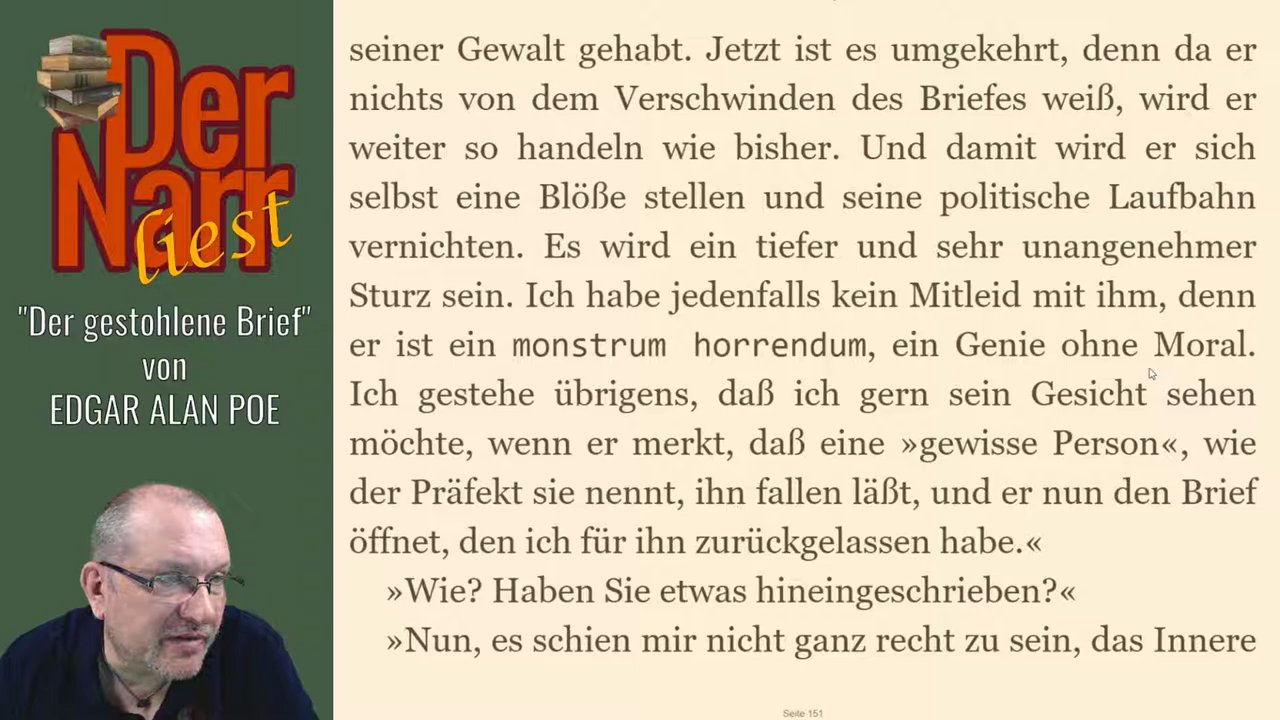 Der
Narr
liest
"Der gestohlene Brief"
von
EDGAR ALAN POE
seiner Gewalt gehabt. Jetzt ist es umgekehrt, denn da er
nichts von dem Verschwinden des Briefes weiß, wird er
weiter so handeln wie bisher. Und damit wird er sich
selbst eine Blöße stellen und seine politische Laufbahn
vernichten. Es wird ein tiefer und sehr unangenehmer
Sturz sein. Ich habe jedenfalls kein Mitleid mit ihm, denn
er ist ein monstrum horrendum, ein Genie ohne Moral.
Ich gestehe übrigens, daß ich gern sein Gesicht sehen
möchte, wenn er merkt, daß eine »gewisse Person«, wie
der Präfekt sie nennt, ihn fallen läßt, und er nun den Brief
öffnet, den ich für ihn zurückgelassen habe.«
»Wie? Haben Sie etwas hineingeschrieben?«
»Nun, es schien mir nicht ganz recht zu sein, das Innere
Seite 151